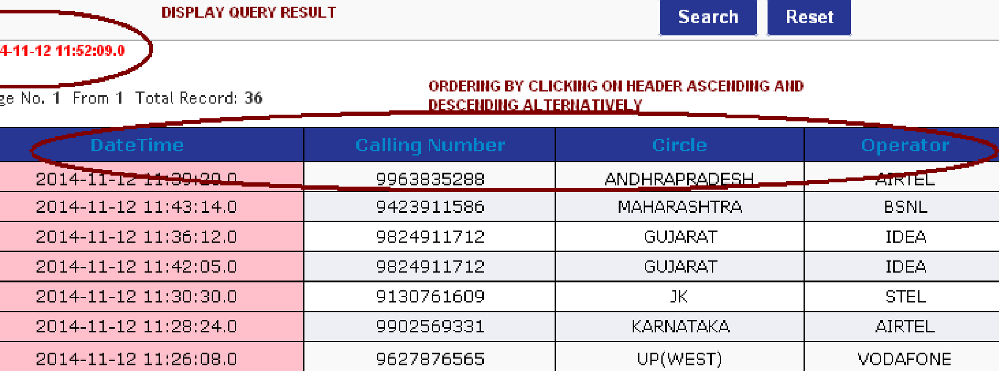 DISPLAY QUERY RESULT
Search Reset
4-11-12 11:52:09.0
ORDERING BY CLICKING ON HEADER ASCENDING AND
DESCENDING ALTERNATIVELY
ge No. 1 From 1 Total Record: 36
DateTime Calling Number Circle Operator
2014-11-12 9963835288 ANDHRAPRADESH AIRTEL
2014-11-12 11:43:14.0 9423911586 MAHARASHTRA BSNL
2014-11-12 11:36:12.0 9824911712 GUJARAT IDEA
2014-11-12 11:42:05.0 9824911712 GUJARAT IDEA
2014-11-12 11:30:30.0 9130761609 JK STEL
2014-11-12 11:28:24.0 9902569331 KARNATAKA AIRTEL
2014-11-12 11:26:08.0 9627876565 UP(WEST) VODAFONE